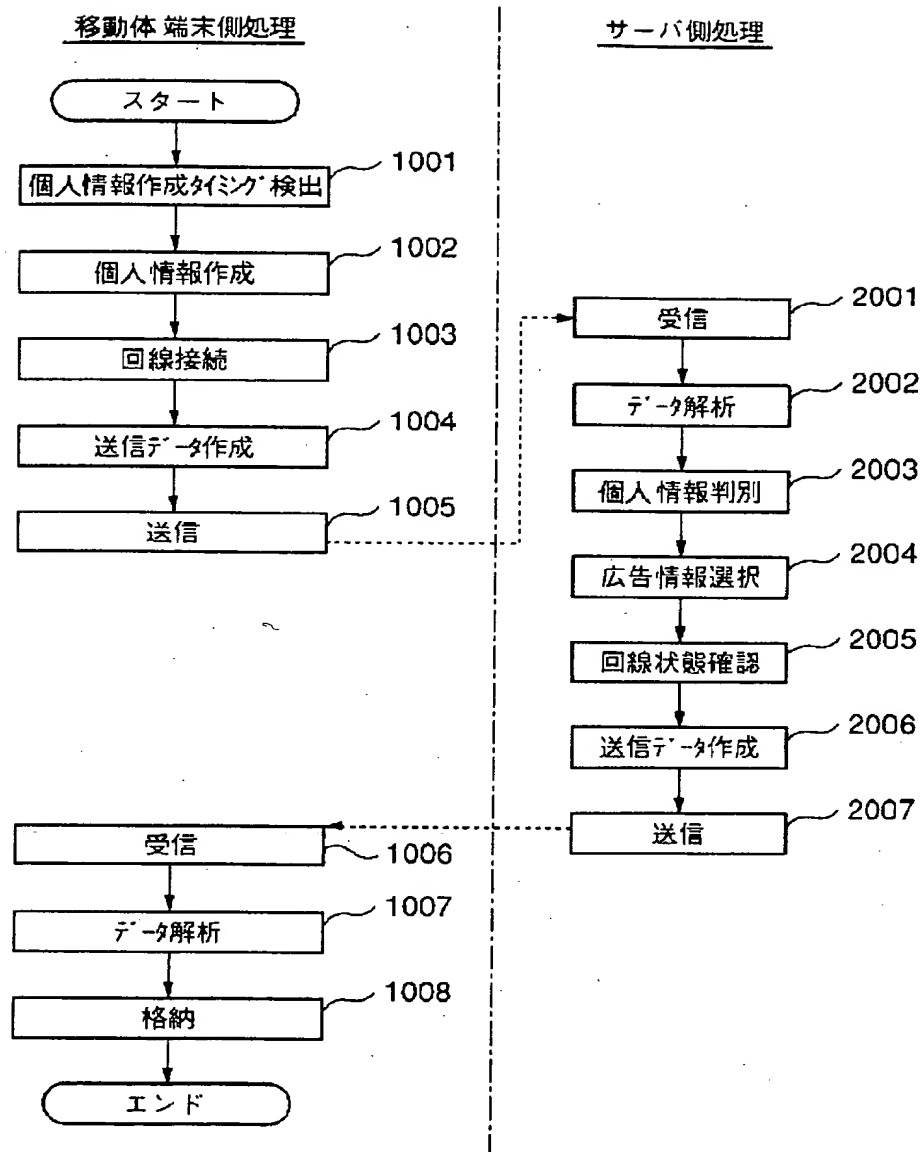 移動体端末側処理
スタート
1001
個人情報作成タイミング検出
1002
個人情報作成
1003
回線接続
1004
送信データ作成
1005
送信
サーバ側処理
2001
受信
2002
データ解析
2003
個人情報判別
2004
広告情報選択
2005
回線状態確認
2006
送信データ作成
2007
送信
受信
1006
1007
データ解析
1008
格納
エンド